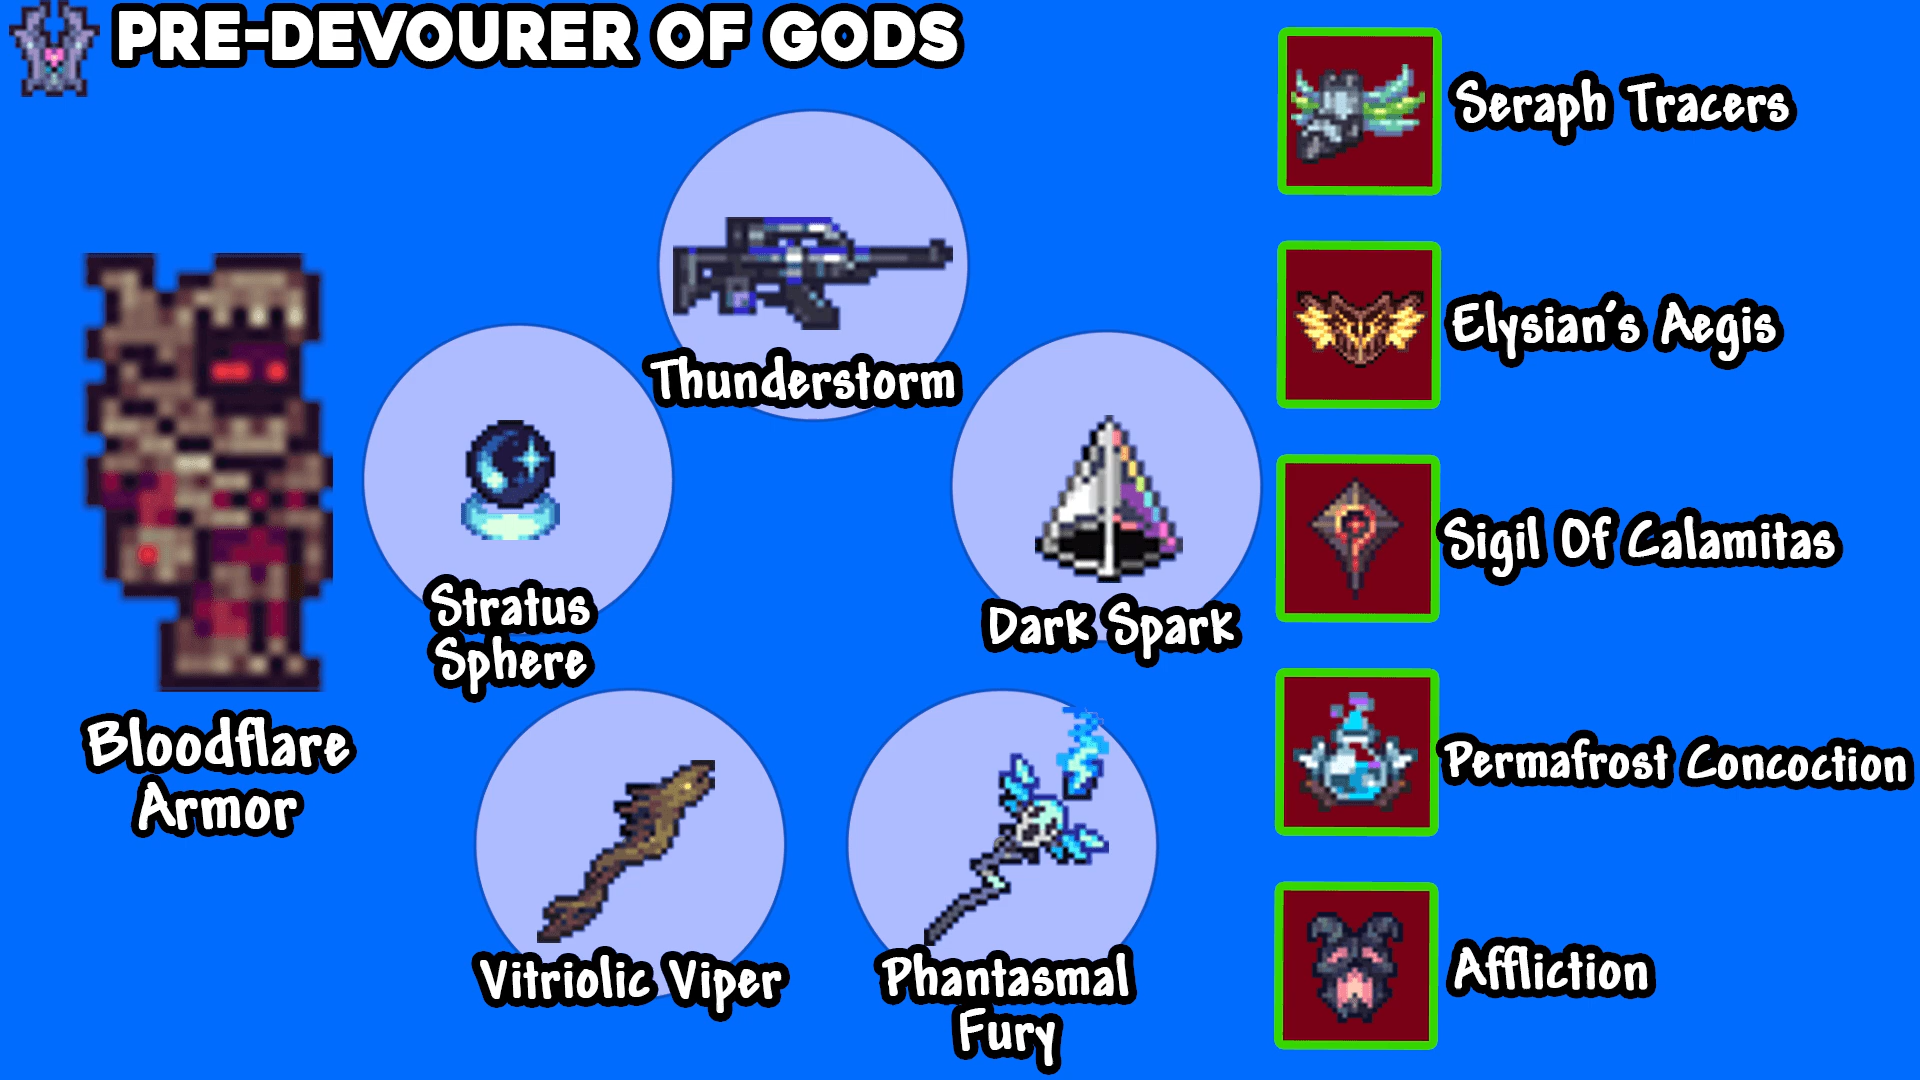 PRE-DEVOURER OF GODS
Seraph Tracers
Thunderstorm
Elysian's Aegis
Stratus
Sphere
Dark Spark
Sigil Of Calamitas
Bloodflare
Armor
Permafrost Concoction
Vitriolic Viper
Phantasmal
Fury
Affliction